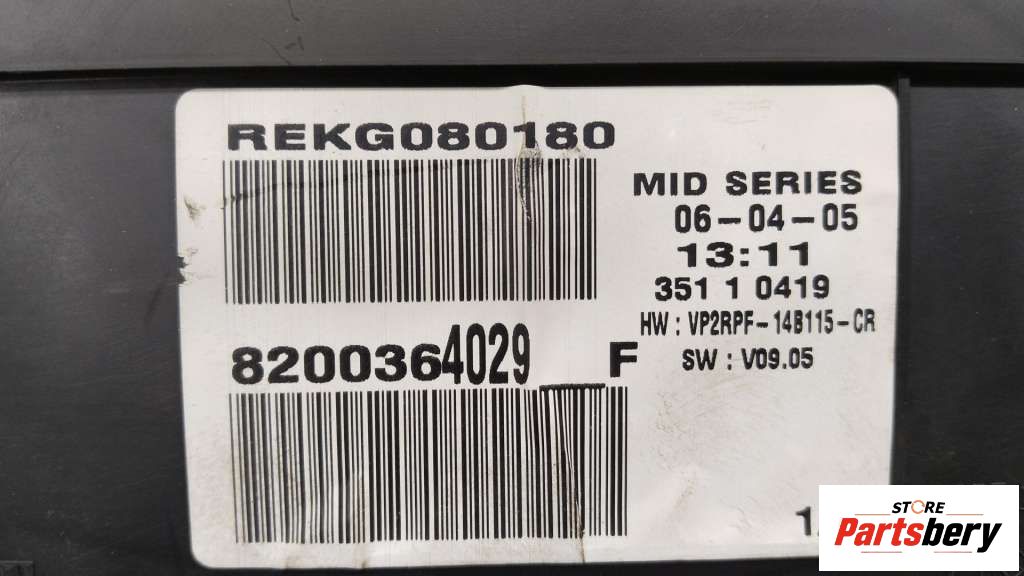 REKG080180
MID SERIES
06-04-05
13:11
351 1 0419
HW : VP2RPF-14B115-CR
SW : V09.05
8200364029__F
STORE
Partsbery